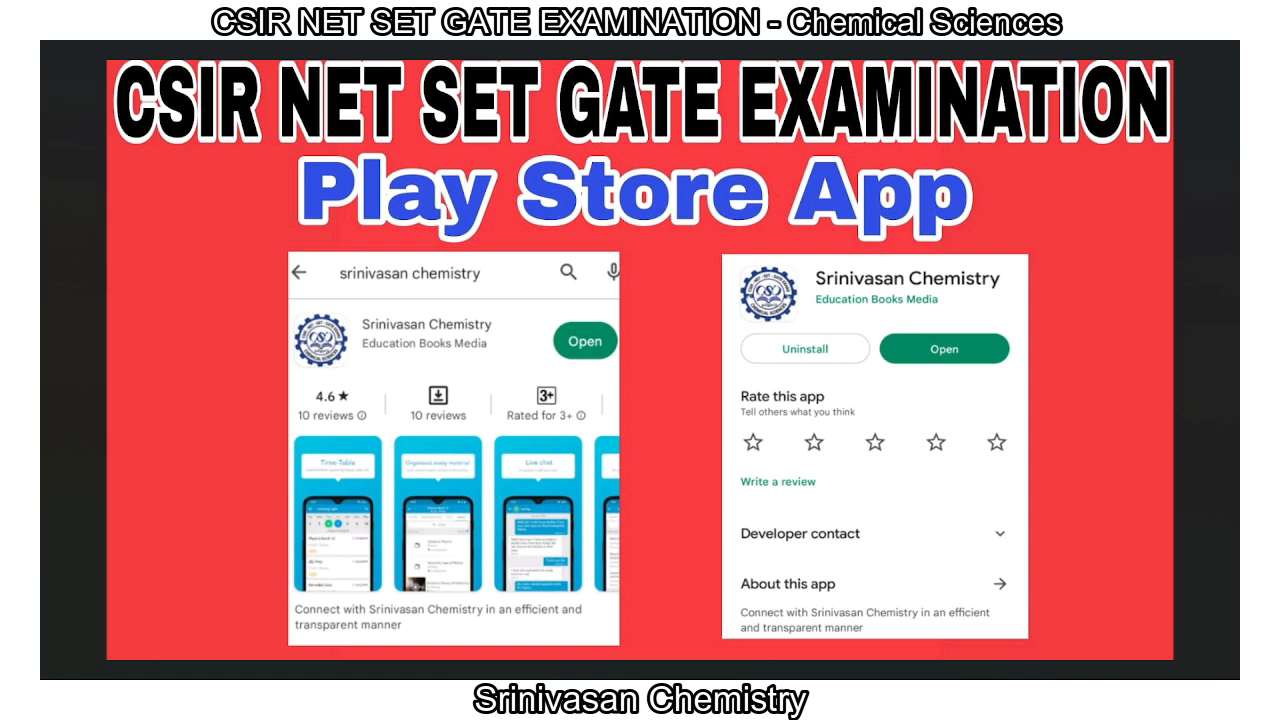 CSIR NET SET GATE EXAMINATION - Chemical Sciences
CSIR NET SET GATE EXAMINATION
Play Store App
srinivasan chemistry
Srinivasan Chemistry
Education Books Media
Open
4.6 ★
10 reviews
10 reviews
3+
Rated for 3+
Time-Table
Organised study material
Live chat
Connect with Srinivasan Chemistry in an efficient and
transparent manner
Srinivasan Chemistry
Education Books Media
Uninstall
Open
Rate this app
Tell others what you think
Write a review
Developer contact
About this app
Connect with Srinivasan Chemistry in an efficient
and transparent manner
Srinivasan Chemistry